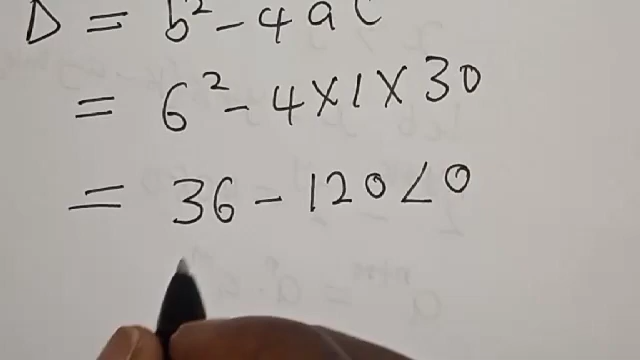 D = b² - 4ac
= 6² - 4×1×30
= 36 - 120<0